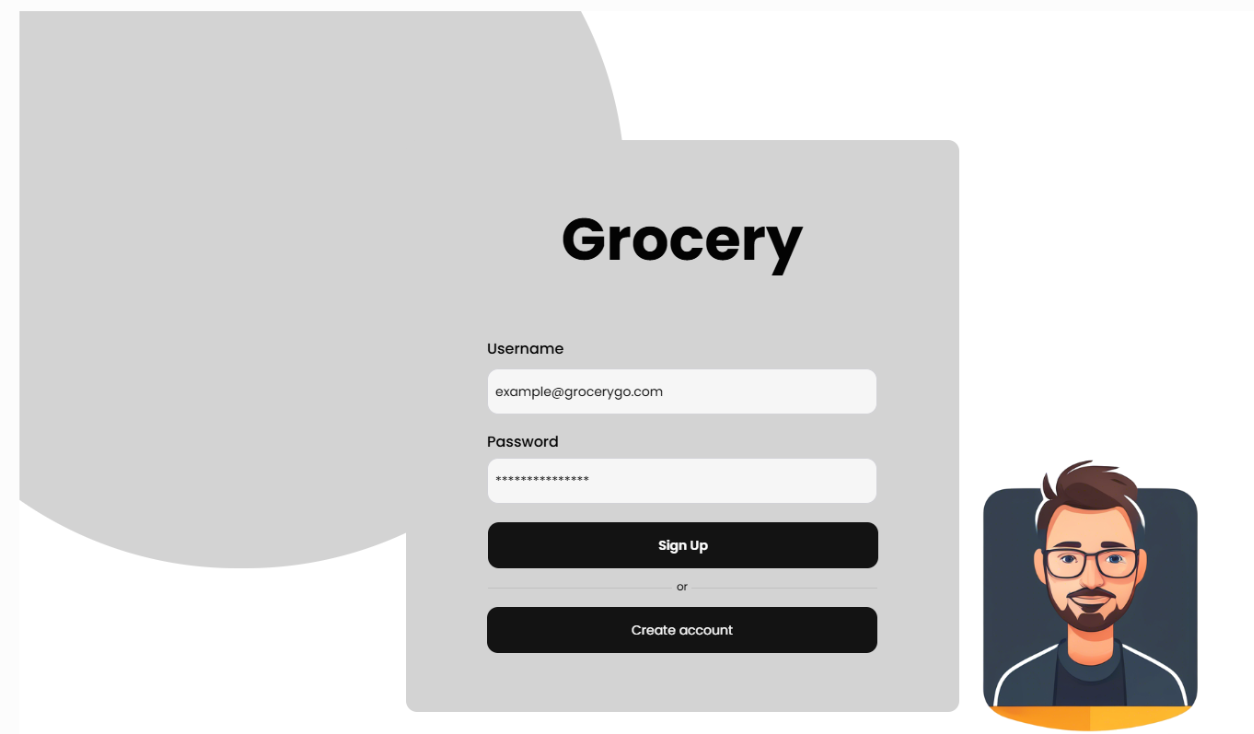 Grocery
Username
example@grocerygo.com
Password
***************
Sign Up
or
Create account